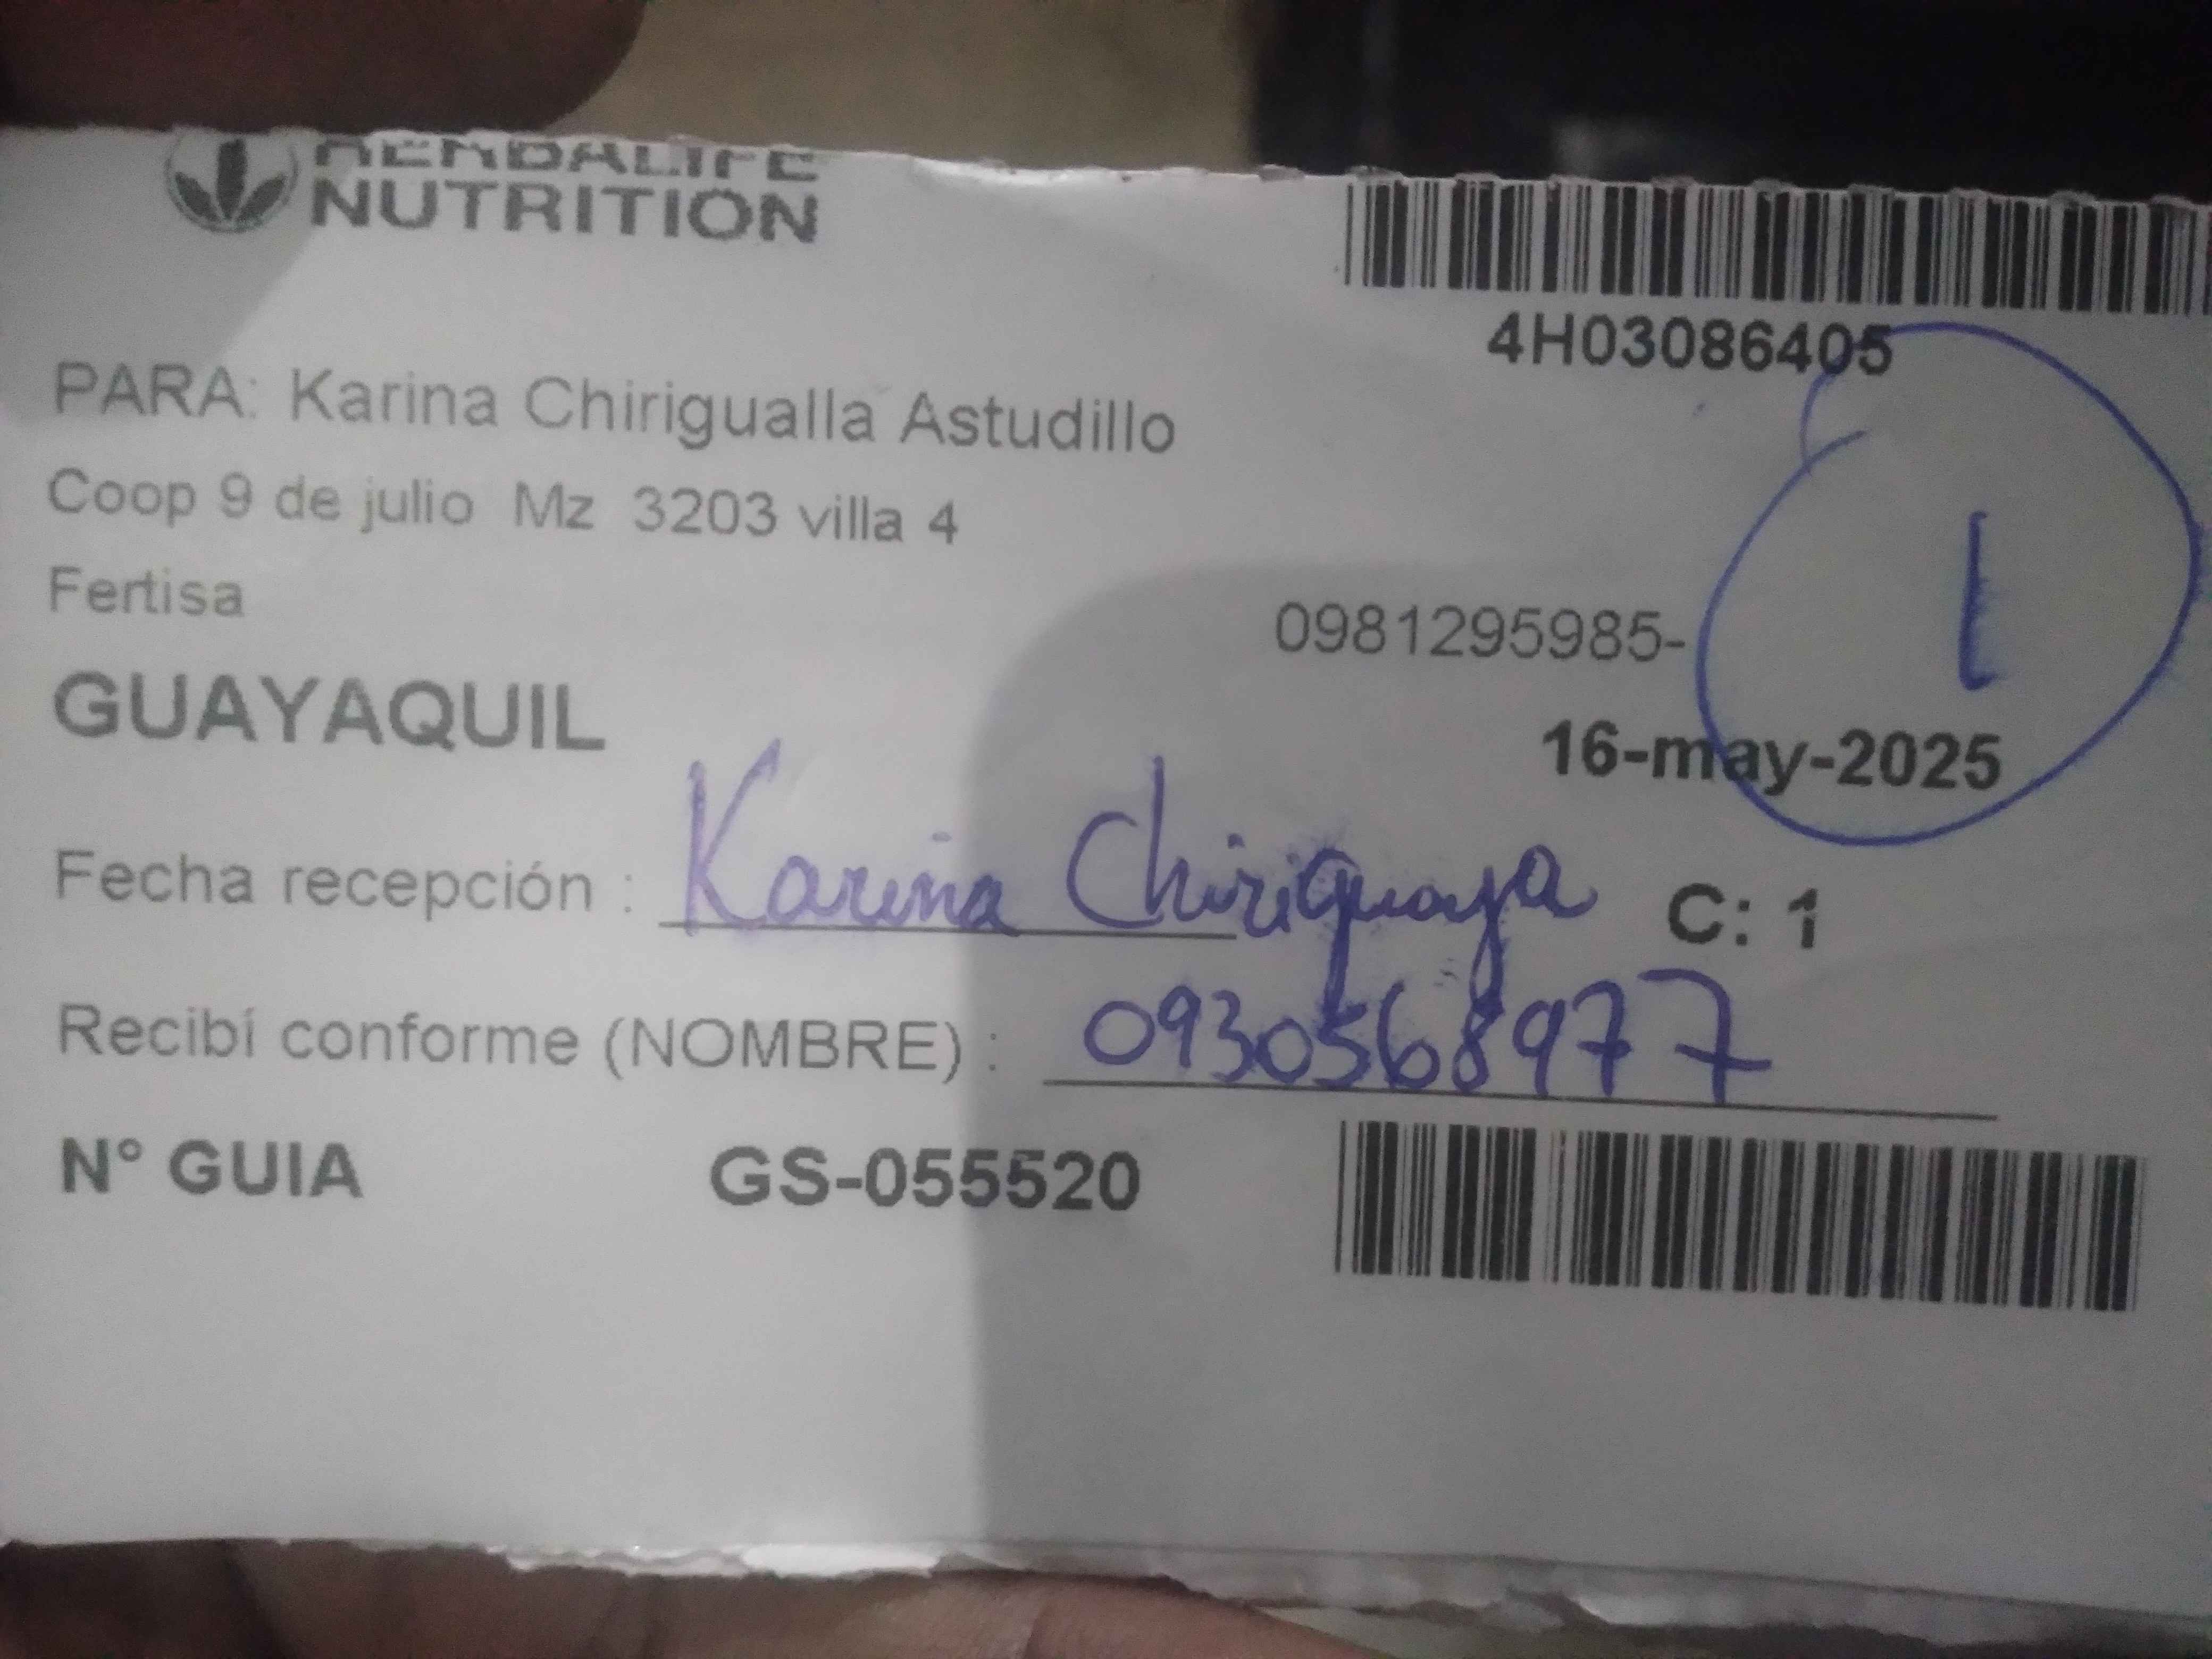 HERBALIFE
NUTRITION
4H03086405
PARA: Karina Chirigualla Astudillo
Coop 9 de julio Mz 3203 villa 4
Fertisa
0981295985-
1
GUAYAQUIL
16-may-2025
Fecha recepción : Karina Chiriguaya C: 1
Recibí conforme (NOMBRE) : 0930568977
N° GUIA GS-055520